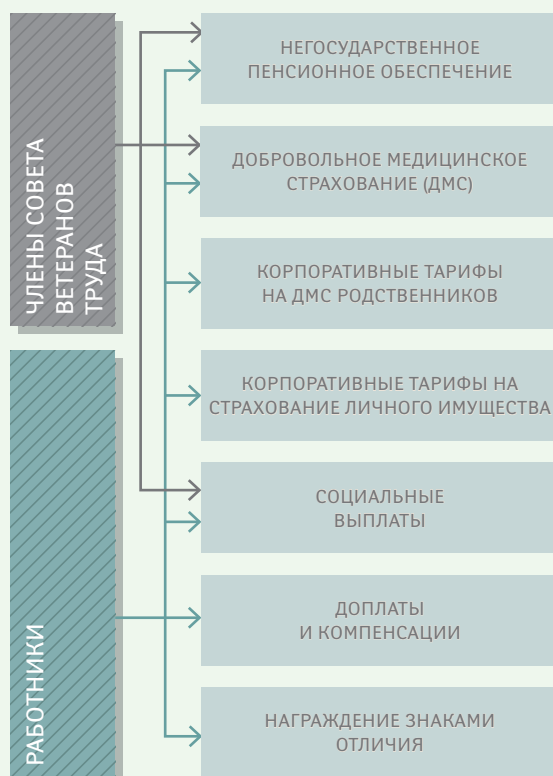 ЧЛЕНЫ СОВЕТА
ВЕТЕРАНОВ
ТРУДА
РАБОТНИКИ
НЕГОСУДАРСТВЕННОЕ
ПЕНСИОННОЕ ОБЕСПЕЧЕНИЕ
ДОБРОВОЛЬНОЕ МЕДИЦИНСКОЕ
СТРАХОВАНИЕ (ДМС)
КОРПОРАТИВНЫЕ ТАРИФЫ
НА ДМС РОДСТВЕННИКОВ
КОРПОРАТИВНЫЕ ТАРИФЫ НА
СТРАХОВАНИЕ ЛИЧНОГО ИМУЩЕСТВА
СОЦИАЛЬНЫЕ
ВЫПЛАТЫ
ДОПЛАТЫ
И КОМПЕНСАЦИИ
НАГРАЖДЕНИЕ ЗНАКАМИ
ОТЛИЧИЯ